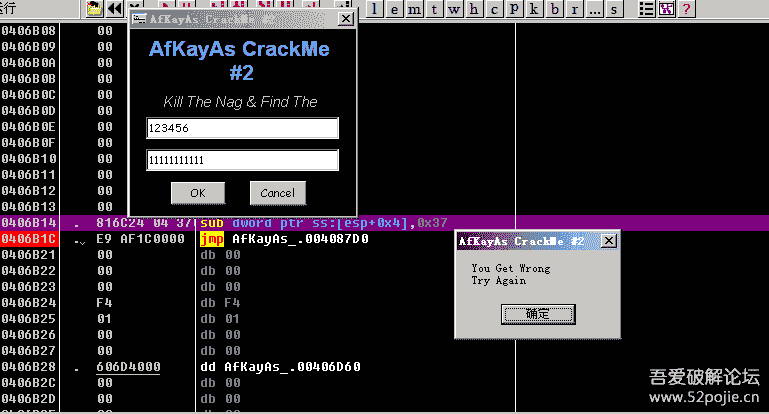 运行
l e m t w h c p k b r ... s ?
AfKayAs CrackMe #2
AfKayAs CrackMe
#2
Kill The Nag & Find The
123456
11111111111
OK Cancel
0406B08 00
0406B09 00
0406B0A 00
0406B0B 00
0406B0C 00
0406B0D 00
0406B0E 00
0406B0F 00
0406B10 00
0406B11 00
0406B12 00
0406B13 00
0406B14 . 816C24 04 37( sub dword ptr ss:[esp+0x4],0x37
0406B1C . E9 AF1C0000 jmp AfKayAs_.004087D0
0406B21 00 db 00
0406B22 00 db 00
0406B23 00 db 00
0406B24 F4 db F4
0406B25 01 db 01
0406B26 00 db 00
0406B27 00 db 00
0406B28 . 606D4000 dd AfKayAs_.00406D60
0406B2C 00 db 00
0406B2D 00 db 00
AfKayAs CrackMe #2
You Get Wrong
Try Again
确定
吾爱破解论坛
www.52pojie.cn